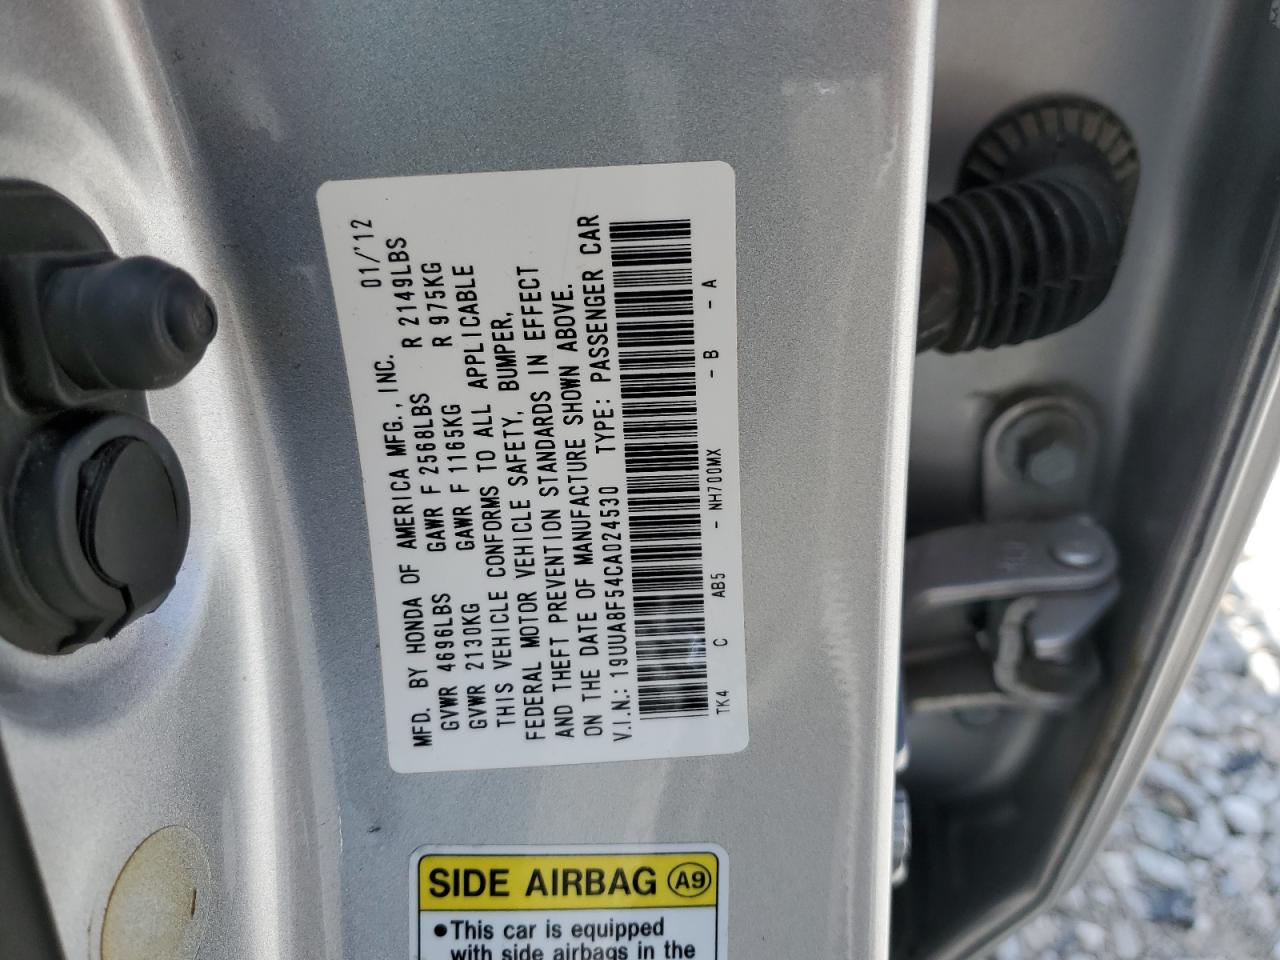 MFD. BY HONDA OF AMERICA MFG., INC. 01/'12
GVWR 4696LBS GAWR F 2568LBS R 2149LBS
GVWR 2130KG GAWR F 1165KG R 975KG
THIS VEHICLE CONFORMS TO ALL APPLICABLE
FEDERAL MOTOR VEHICLE SAFETY, BUMPER,
AND THEFT PREVENTION STANDARDS IN EFFECT
ON THE DATE OF MANUFACTURE SHOWN ABOVE.
V.I.N.: 19UUA8F54CA024530 TYPE: PASSENGER CAR
TK4 C AB5 - NH700MX - B - A
SIDE AIRBAG A9
•This car is equipped
with side airbags in the